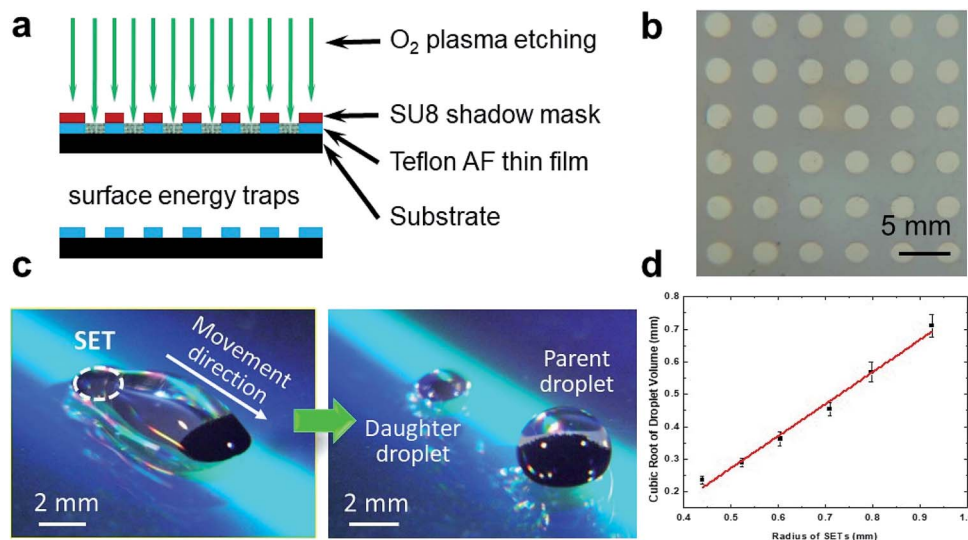 a
O₂ plasma etching
SU8 shadow mask
Teflon AF thin film
Substrate
surface energy traps
b
5 mm
c
SET
Movement
direction
2 mm
Parent
droplet
Daughter
droplet
2 mm
d
Cubic Root of Droplet Volume (mm)
0.7
0.6
0.5
0.4
0.3
0.2
0.4 0.5 0.6 0.7 0.8 0.9 1.
Radius of SETs (mm)